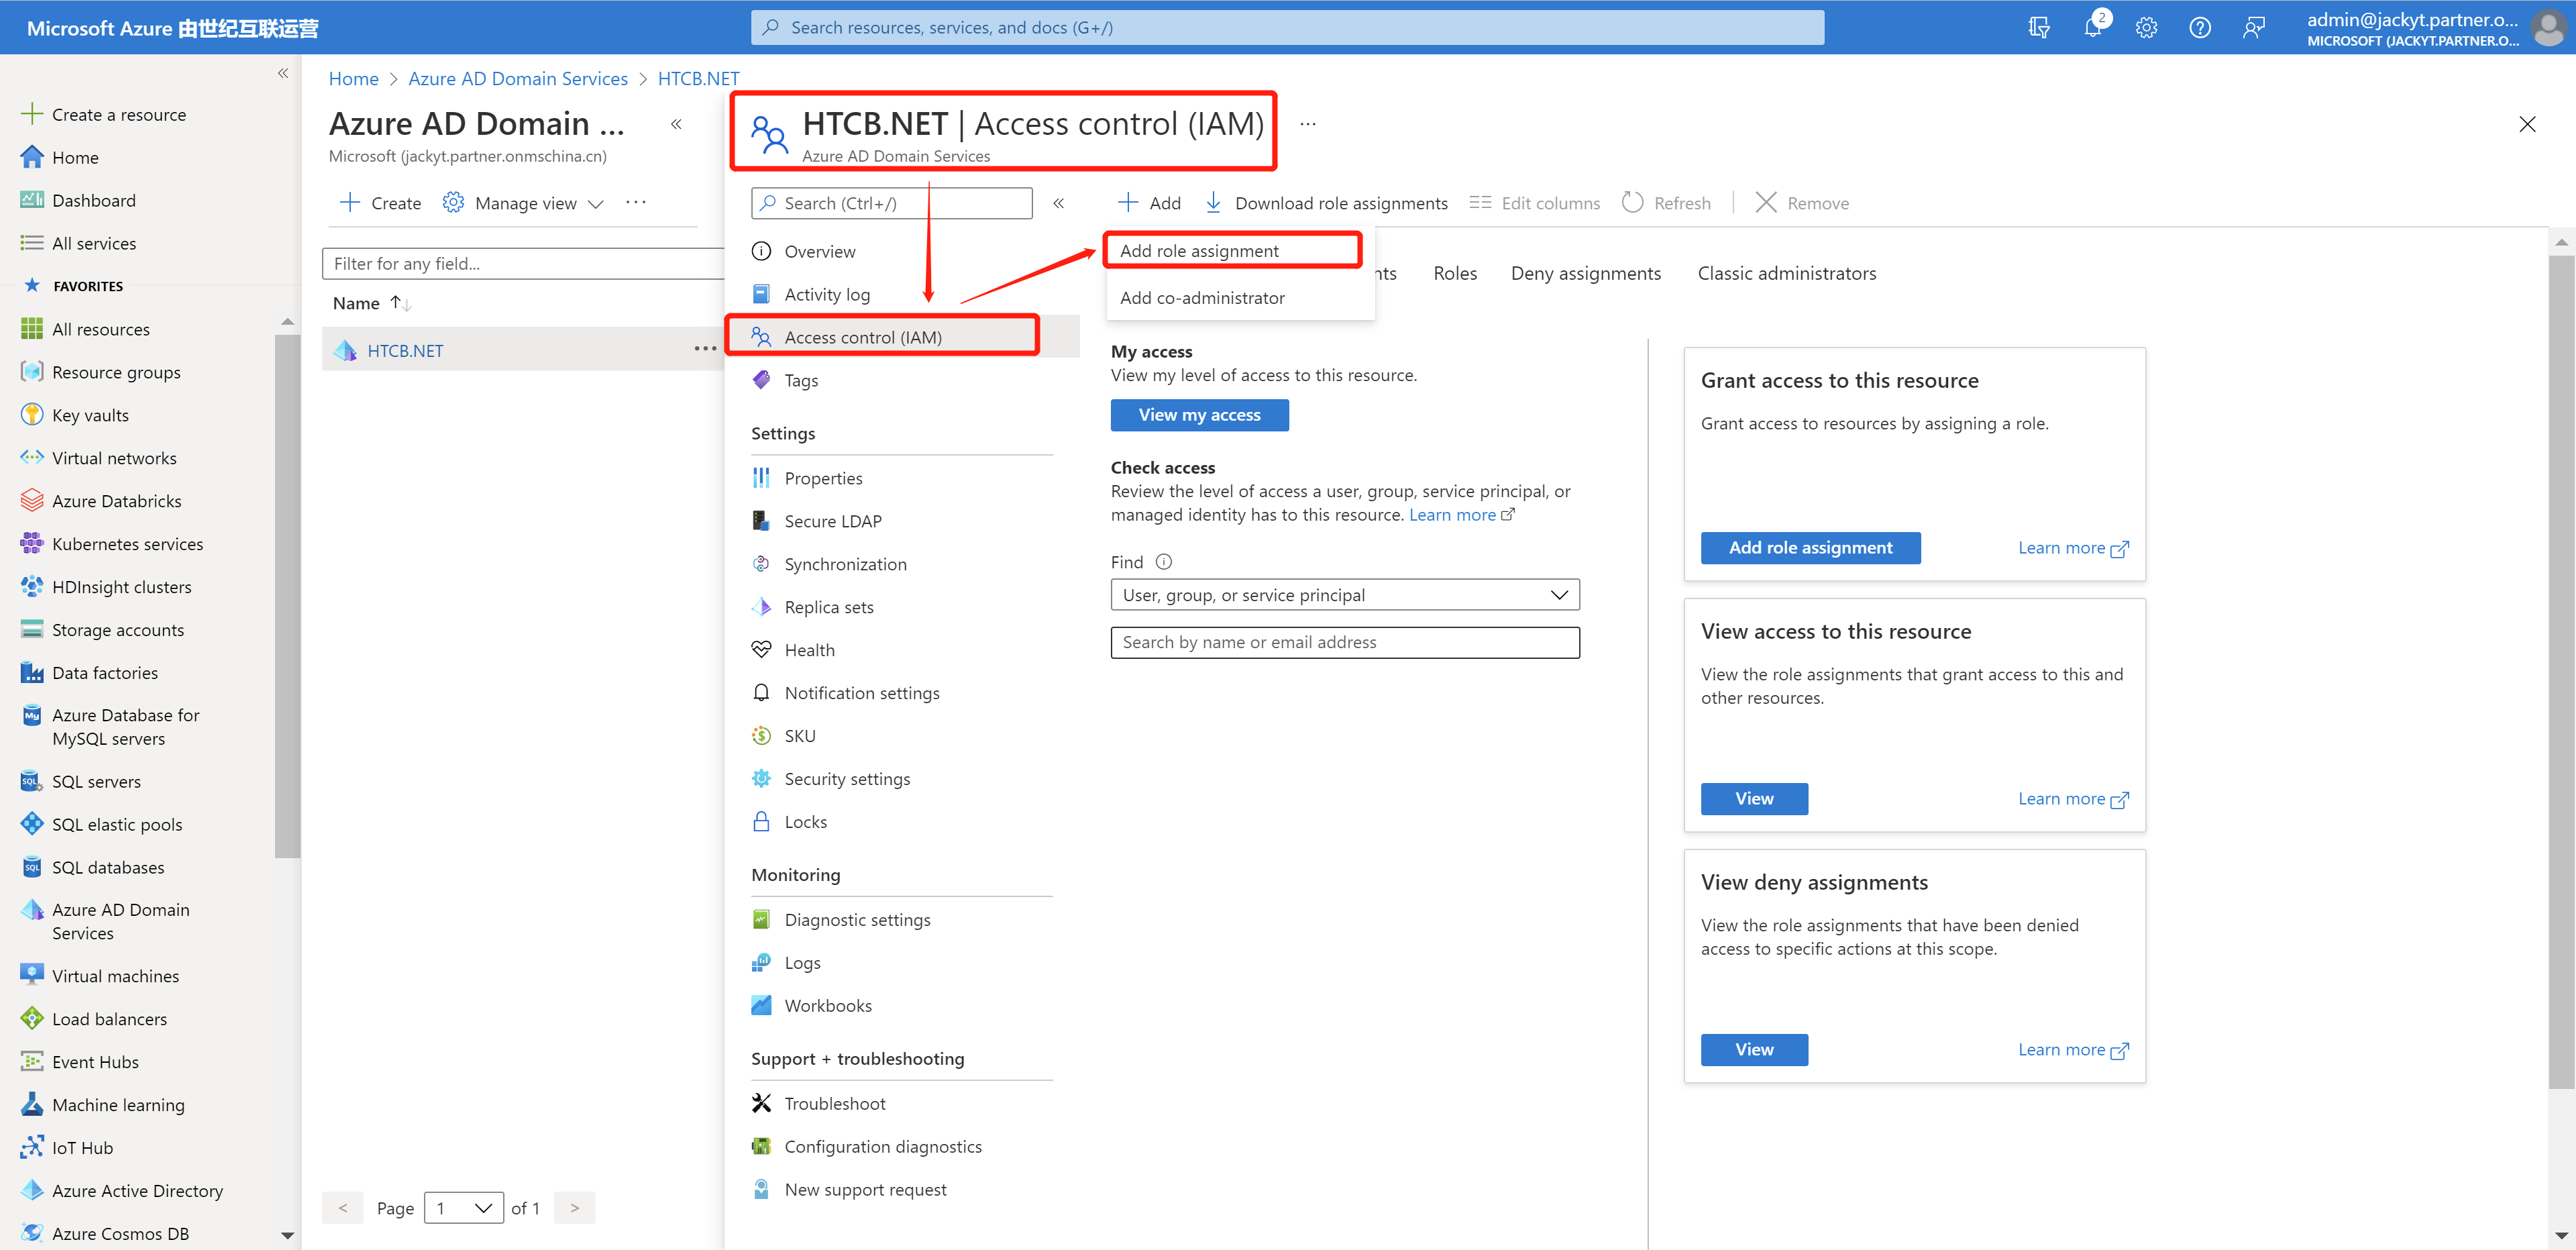 Microsoft Azure 由世纪互联运营
Search resources, services, and docs (G+/)
2
admin@jackyt.partner.o...
MICROSOFT (JACKYT.PARTNER.O...
Create a resource
Home
Dashboard
All services
FAVORITES
All resources
Resource groups
Key vaults
Virtual networks
Azure Databricks
Kubernetes services
HDInsight clusters
Storage accounts
Data factories
Azure Database for
MySQL servers
SQL servers
SQL elastic pools
SQL databases
Azure AD Domain
Services
Virtual machines
Load balancers
Event Hubs
Machine learning
IoT Hub
Azure Active Directory
Azure Cosmos DB
Home > Azure AD Domain Services > HTCB.NET
Azure AD Domain ...
Microsoft (jackyt.partner.onmschina.cn)
Create
Manage view
Filter for any field...
Name
HTCB.NET
< Page 1 of 1 >
HTCB.NET | Access control (IAM)
Azure AD Domain Services
Search (Ctrl+/)
Overview
Activity log
Access control (IAM)
Tags
Settings
Properties
Secure LDAP
Synchronization
Replica sets
Health
Notification settings
SKU
Security settings
Locks
Monitoring
Diagnostic settings
Logs
Workbooks
Support + troubleshooting
Troubleshoot
Configuration diagnostics
New support request
Add
Download role assignments
Edit columns
Refresh
Remove
Add role assignment
Add co-administrator
nts
Roles
Deny assignments
Classic administrators
My access
View my level of access to this resource.
View my access
Check access
Review the level of access a user, group, service principal, or
managed identity has to this resource. Learn more
Find
User, group, or service principal
Search by name or email address
Grant access to this resource
Grant access to resources by assigning a role.
Add role assignment
Learn more
View access to this resource
View the role assignments that grant access to this and
other resources.
View
Learn more
View deny assignments
View the role assignments that have been denied
access to specific actions at this scope.
View
Learn more